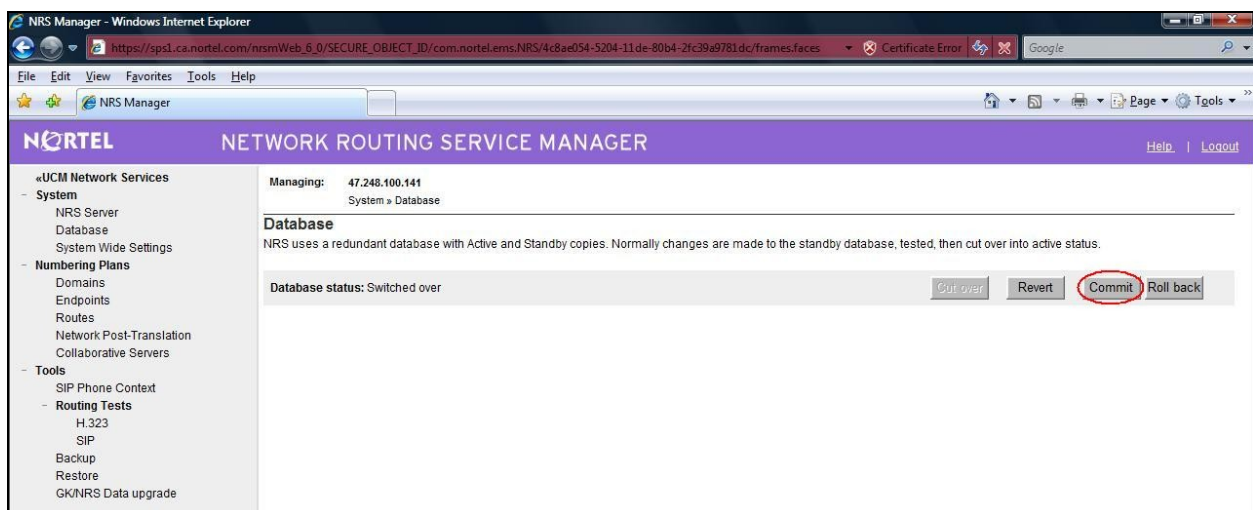 NRS Manager - Windows Internet Explorer
https://sps1.ca.nortel.com/nrsmWeb_6_0/SECURE_OBJECT_ID/com.nortel.ems.NRS/4c8ae054-5204-11de-80b4-2fc39a9781dc/frames.faces
Certificate Error
Google
File Edit View Favorites Tools Help
NRS Manager
Page
Tools
NORTEL
NETWORK ROUTING SERVICE MANAGER
Help | Logout
«UCM Network Services
- System
NRS Server
Database
System Wide Settings
- Numbering Plans
Domains
Endpoints
Routes
Network Post-Translation
Collaborative Servers
- Tools
SIP Phone Context
- Routing Tests
H.323
SIP
Backup
Restore
GK/NRS Data upgrade
Managing: 47.248.100.141
System » Database
Database
NRS uses a redundant database with Active and Standby copies. Normally changes are made to the standby database, tested, then cut over into active status.
Database status: Switched over
Cut over
Revert
Commit
Roll back